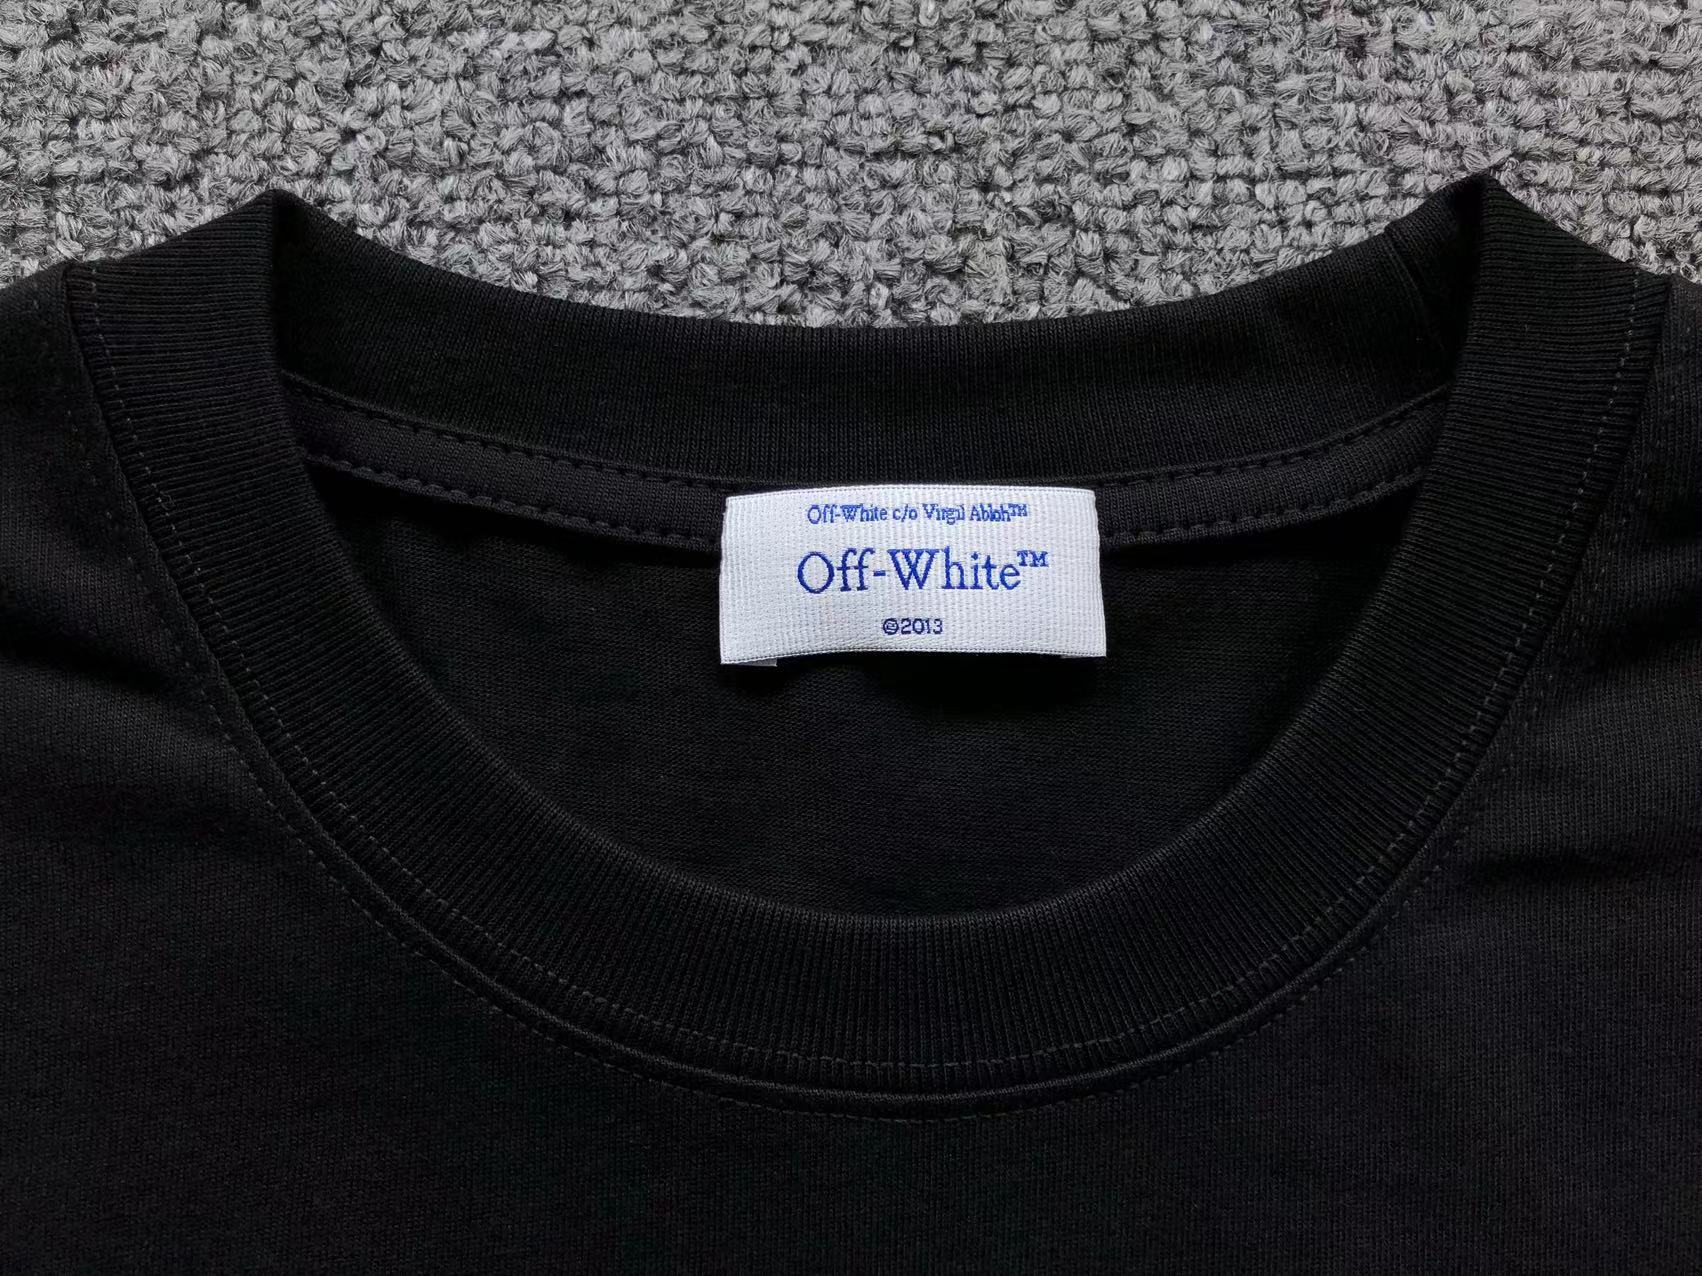 Off-White c/o Virgil Abloh™
Off-White™
©2013